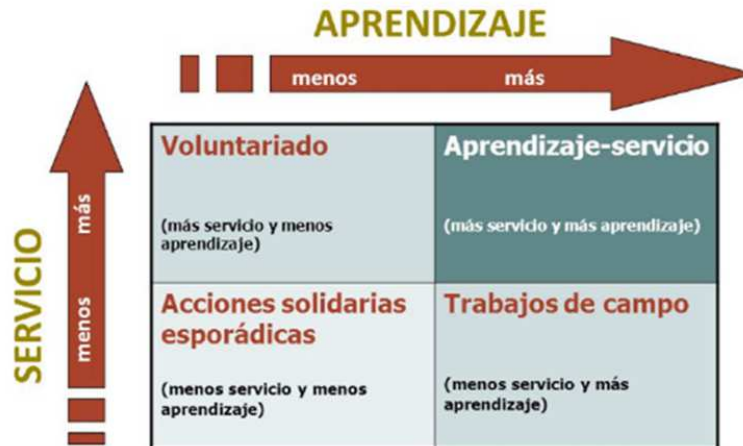 APRENDIZAJE
menos más
SERVICIO
más
menos
Voluntariado
(más servicio y menos
aprendizaje)
Aprendizaje-servicio
(más servicio y más aprendizaje)
Acciones solidarias
esporádicas
(menos servicio y menos
aprendizaje)
Trabajos de campo
(menos servicio y más
aprendizaje)